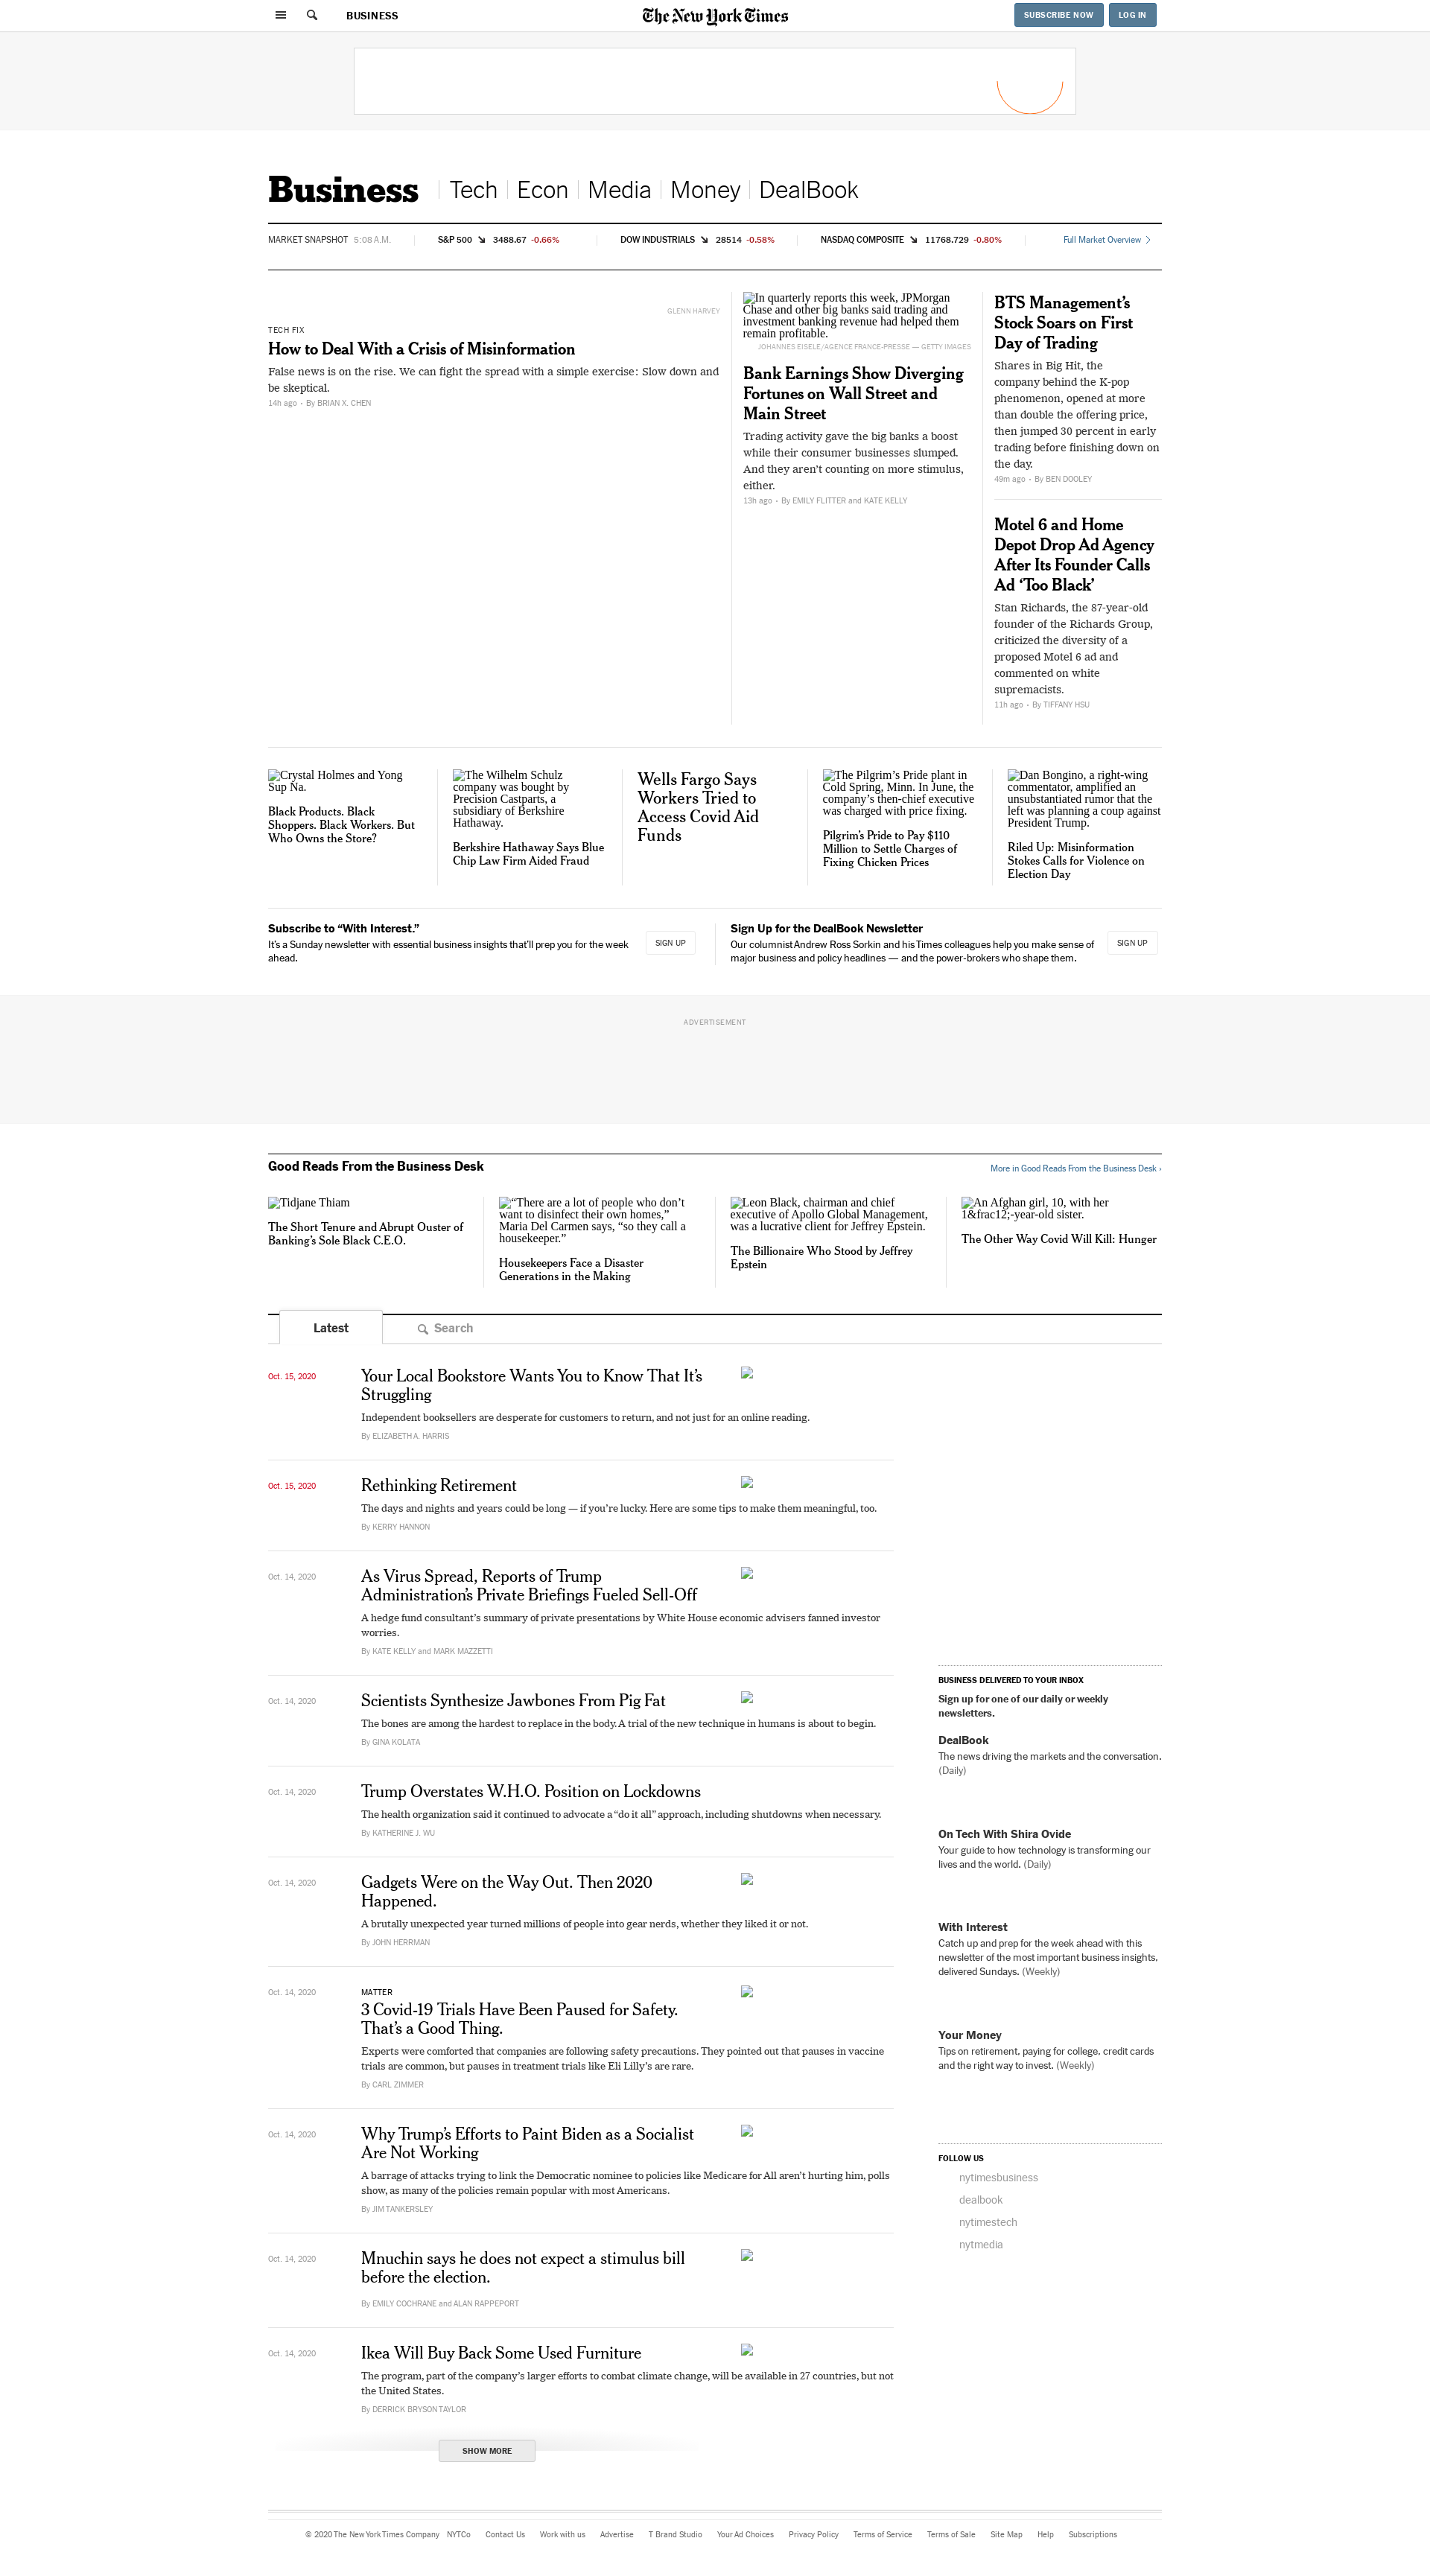 BUSINESS
The New York Times
SUBSCRIBE NOW
LOG IN
Business
Tech
Econ
Media
Money
DealBook
MARKET SNAPSHOT 5:08 A.M.
S&P 500 3488.67 -0.66%
DOW INDUSTRIALS 28514 -0.58%
NASDAQ COMPOSITE 11768.729 -0.80%
Full Market Overview
GLENN HARVEY
TECH FIX
How to Deal With a Crisis of Misinformation
False news is on the rise. We can fight the spread with a simple exercise: Slow down and
be skeptical.
14h ago • By BRIAN X. CHEN
In quarterly reports this week, JPMorgan
Chase and other big banks said trading and
investment banking revenue had helped them
remain profitable.
JOHANNES EISELE/AGENCE FRANCE-PRESSE — GETTY IMAGES
Bank Earnings Show Diverging
Fortunes on Wall Street and
Main Street
Trading activity gave the big banks a boost
while their consumer businesses slumped.
And they aren't counting on more stimulus,
either.
13h ago • By EMILY FLITTER and KATE KELLY
BTS Management’s
Stock Soars on First
Day of Trading
Shares in Big Hit, the
company behind the K-pop
phenomenon, opened at more
than double the offering price,
then jumped 30 percent in early
trading before finishing down on
the day.
49m ago • By BEN DOOLEY
Motel 6 and Home
Depot Drop Ad Agency
After Its Founder Calls
Ad ‘Too Black’
Stan Richards, the 87-year-old
founder of the Richards Group,
criticized the diversity of a
proposed Motel 6 ad and
commented on white
supremacists.
11h ago • By TIFFANY HSU
Crystal Holmes and Yong
Sup Na.
Black Products. Black
Shoppers. Black Workers. But
Who Owns the Store?
The Wilhelm Schulz
company was bought by
Precision Castparts, a
subsidiary of Berkshire
Hathaway.
Berkshire Hathaway Says Blue
Chip Law Firm Aided Fraud
Wells Fargo Says
Workers Tried to
Access Covid Aid
Funds
The Pilgrim’s Pride plant in
Cold Spring, Minn. In June, the
company’s then-chief executive
was charged with price fixing.
Pilgrim’s Pride to Pay $110
Million to Settle Charges of
Fixing Chicken Prices
Dan Bongino, a right-wing
commentator, amplified an
unsubstantiated rumor that the
left was planning a coup against
President Trump.
Riled Up: Misinformation
Stokes Calls for Violence on
Election Day
Subscribe to “With Interest.”
It’s a Sunday newsletter with essential business insights that’ll prep you for the week
ahead.
SIGN UP
Sign Up for the DealBook Newsletter
Our columnist Andrew Ross Sorkin and his Times colleagues help you make sense of
major business and policy headlines — and the power-brokers who shape them.
SIGN UP
ADVERTISEMENT
Good Reads From the Business Desk
More in Good Reads From the Business Desk ›
Tidjane Thiam
The Short Tenure and Abrupt Ouster of
Banking’s Sole Black C.E.O.
“There are a lot of people who don’t
want to disinfect their own homes,”
Maria Del Carmen says, “so they call a
housekeeper.”
Housekeepers Face a Disaster
Generations in the Making
Leon Black, chairman and chief
executive of Apollo Global Management,
was a lucrative client for Jeffrey Epstein.
The Billionaire Who Stood by Jeffrey
Epstein
An Afghan girl, 10, with her
1&frac12;-year-old sister.
The Other Way Covid Will Kill: Hunger
Latest
Search
Oct. 15, 2020
Your Local Bookstore Wants You to Know That It’s
Struggling
Independent booksellers are desperate for customers to return, and not just for an online reading.
By ELIZABETH A. HARRIS
Oct. 15, 2020
Rethinking Retirement
The days and nights and years could be long — if you’re lucky. Here are some tips to make them meaningful, too.
By KERRY HANNON
Oct. 14, 2020
As Virus Spread, Reports of Trump
Administration’s Private Briefings Fueled Sell-Off
A hedge fund consultant’s summary of private presentations by White House economic advisers fanned investor
worries.
By KATE KELLY and MARK MAZZETTI
Oct. 14, 2020
Scientists Synthesize Jawbones From Pig Fat
The bones are among the hardest to replace in the body. A trial of the new technique in humans is about to begin.
By GINA KOLATA
Oct. 14, 2020
Trump Overstates W.H.O. Position on Lockdowns
The health organization said it continued to advocate a “do it all” approach, including shutdowns when necessary.
By KATHERINE J. WU
Oct. 14, 2020
Gadgets Were on the Way Out. Then 2020
Happened.
A brutally unexpected year turned millions of people into gear nerds, whether they liked it or not.
By JOHN HERRMAN
Oct. 14, 2020
MATTER
3 Covid-19 Trials Have Been Paused for Safety.
That’s a Good Thing.
Experts were comforted that companies are following safety precautions. They pointed out that pauses in vaccine
trials are common, but pauses in treatment trials like Eli Lilly’s are rare.
By CARL ZIMMER
Oct. 14, 2020
Why Trump’s Efforts to Paint Biden as a Socialist
Are Not Working
A barrage of attacks trying to link the Democratic nominee to policies like Medicare for All aren’t hurting him, polls
show, as many of the policies remain popular with most Americans.
By JIM TANKERSLEY
Oct. 14, 2020
Mnuchin says he does not expect a stimulus bill
before the election.
By EMILY COCHRANE and ALAN RAPPEPORT
Oct. 14, 2020
Ikea Will Buy Back Some Used Furniture
The program, part of the company’s larger efforts to combat climate change, will be available in 27 countries, but not
the United States.
By DERRICK BRYSON TAYLOR
SHOW MORE
BUSINESS DELIVERED TO YOUR INBOX
Sign up for one of our daily or weekly
newsletters.
DealBook
The news driving the markets and the conversation.
(Daily)
On Tech With Shira Ovide
Your guide to how technology is transforming our
lives and the world. (Daily)
With Interest
Catch up and prep for the week ahead with this
newsletter of the most important business insights,
delivered Sundays. (Weekly)
Your Money
Tips on retirement, paying for college, credit cards
and the right way to invest. (Weekly)
FOLLOW US
nytimesbusiness
dealbook
nytimestech
nytmedia
© 2020 The New York Times Company NYTCo Contact Us Work with us Advertise T Brand Studio Your Ad Choices Privacy Policy Terms of Service Terms of Sale Site Map Help Subscriptions